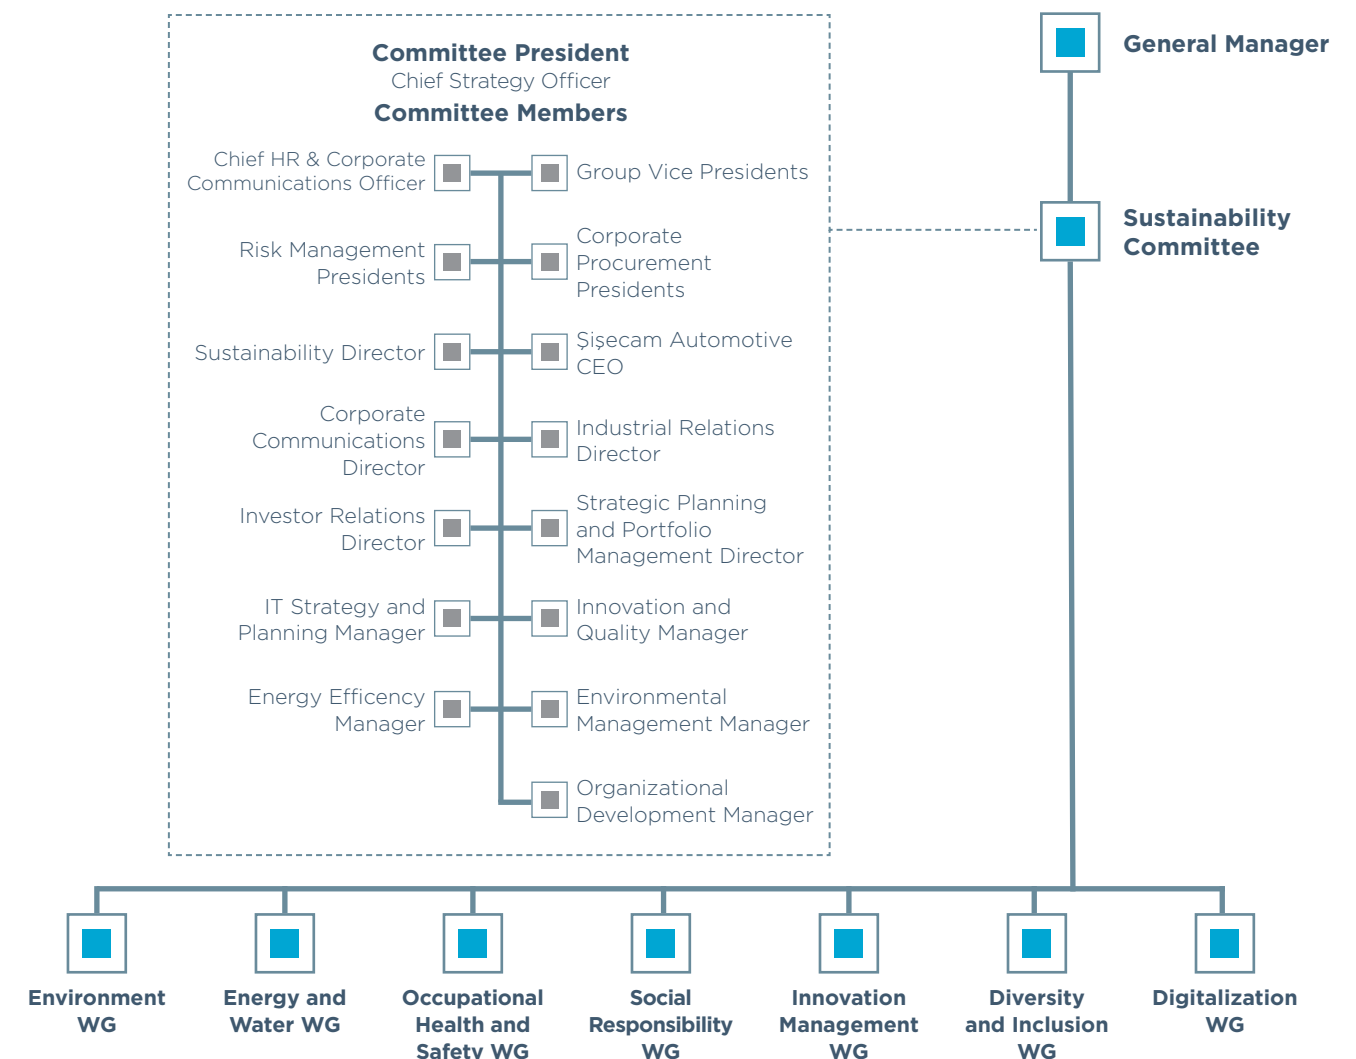 Committee President
Chief Strategy Officer
Committee Members
Chief HR & Corporate
Communications Officer
Group Vice Presidents
Risk Management
Presidents
Corporate
Procurement
Presidents
Sustainability Director
Şişecam Automotive
CEO
Corporate
Communications
Director
Industrial Relations
Director
Investor Relations
Director
Strategic Planning
and Portfolio
Management Director
IT Strategy and
Planning Manager
Innovation and
Quality Manager
Energy Efficency
Manager
Environmental
Management Manager
Organizational
Development Manager
General Manager
Sustainability
Committee
Environment
WG
Energy and
Water WG
Occupational
Health and
Safety WG
Social
Responsibility
WG
Innovation
Management
WG
Diversity
and Inclusion
WG
Digitalization
WG